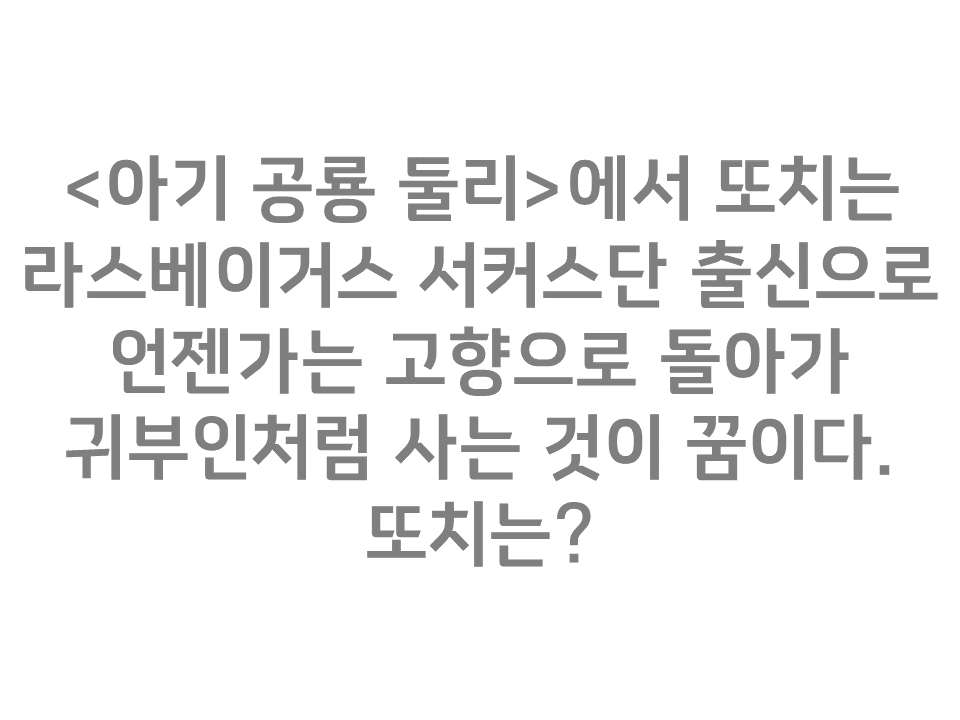 <아기 공룡 둘리>에서 또치는
라스베이거스 서커스단 출신으로
언젠가는 고향으로 돌아가
귀부인처럼 사는 것이 꿈이다.
또치는?